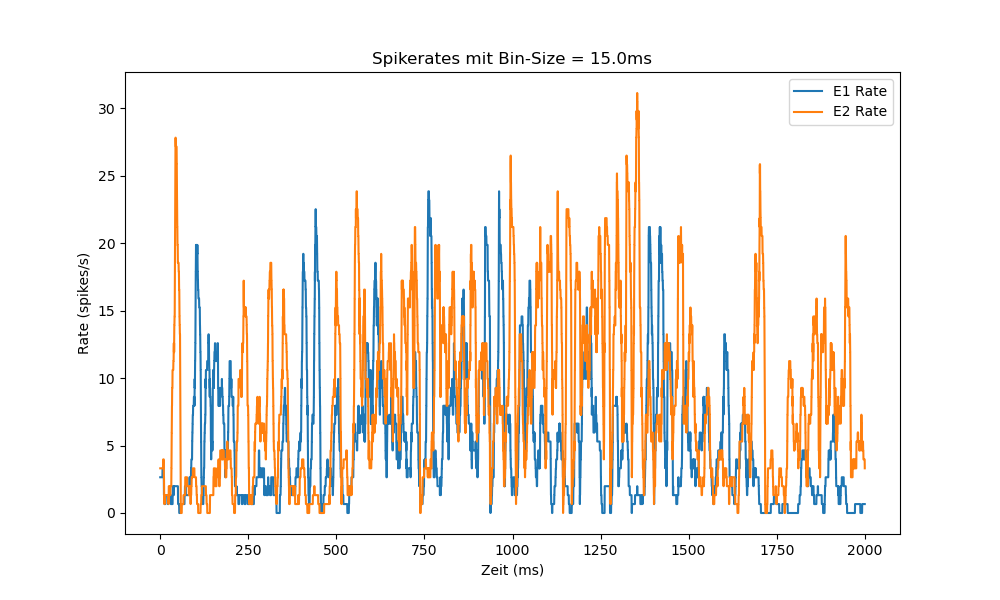 Spikerates mit Bin-Size = 15.0ms
E1 Rate
E2 Rate
30
25
20
15
10
5
0
Rate (spikes/s)
0 250 500 750 1000 1250 1500 1750 2000
Zeit (ms)